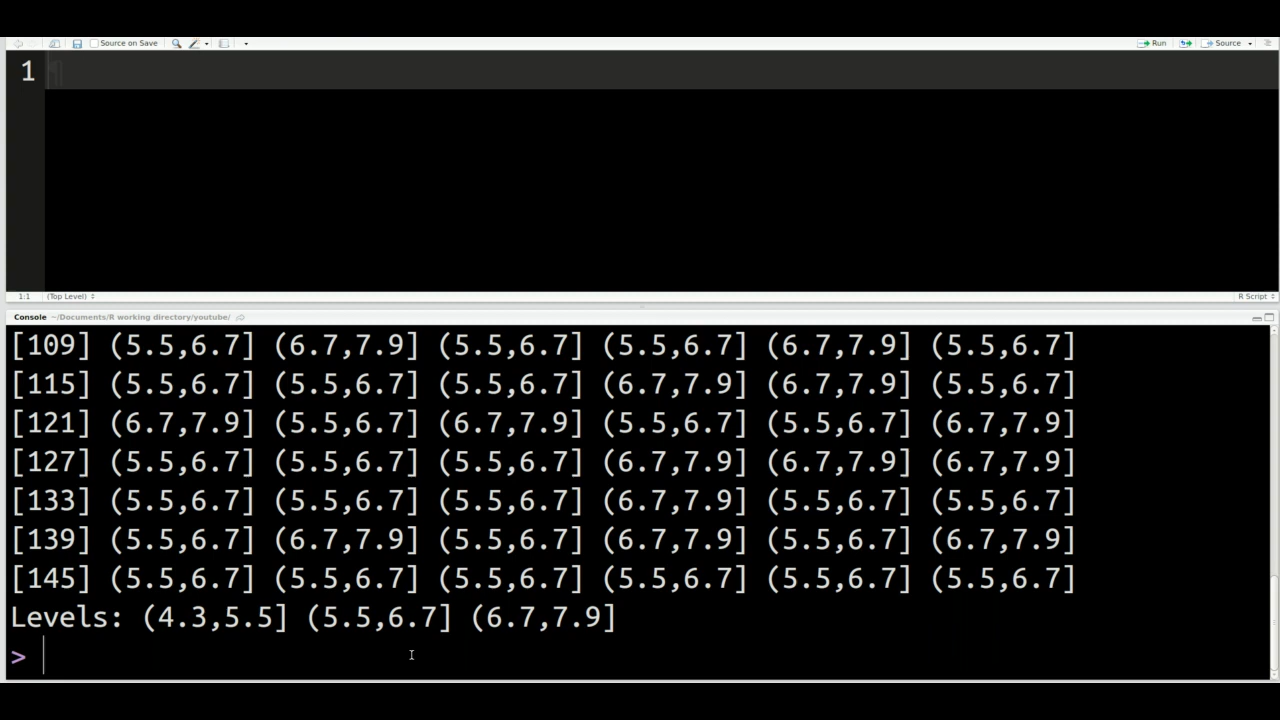 Source on Save Run Source
1
1:1 (Top Level) R Script
Console ~/Documents/R working directory/youtube/
[109] (5.5,6.7] (6.7,7.9] (5.5,6.7] (5.5,6.7] (6.7,7.9] (5.5,6.7]
[115] (5.5,6.7] (5.5,6.7] (5.5,6.7] (6.7,7.9] (6.7,7.9] (5.5,6.7]
[121] (6.7,7.9] (5.5,6.7] (6.7,7.9] (5.5,6.7] (5.5,6.7] (6.7,7.9]
[127] (5.5,6.7] (5.5,6.7] (5.5,6.7] (6.7,7.9] (6.7,7.9] (6.7,7.9]
[133] (5.5,6.7] (5.5,6.7] (5.5,6.7] (6.7,7.9] (5.5,6.7] (5.5,6.7]
[139] (5.5,6.7] (6.7,7.9] (5.5,6.7] (6.7,7.9] (5.5,6.7] (6.7,7.9]
[145] (5.5,6.7] (5.5,6.7] (5.5,6.7] (5.5,6.7] (5.5,6.7] (5.5,6.7]
Levels: (4.3,5.5] (5.5,6.7] (6.7,7.9]
>